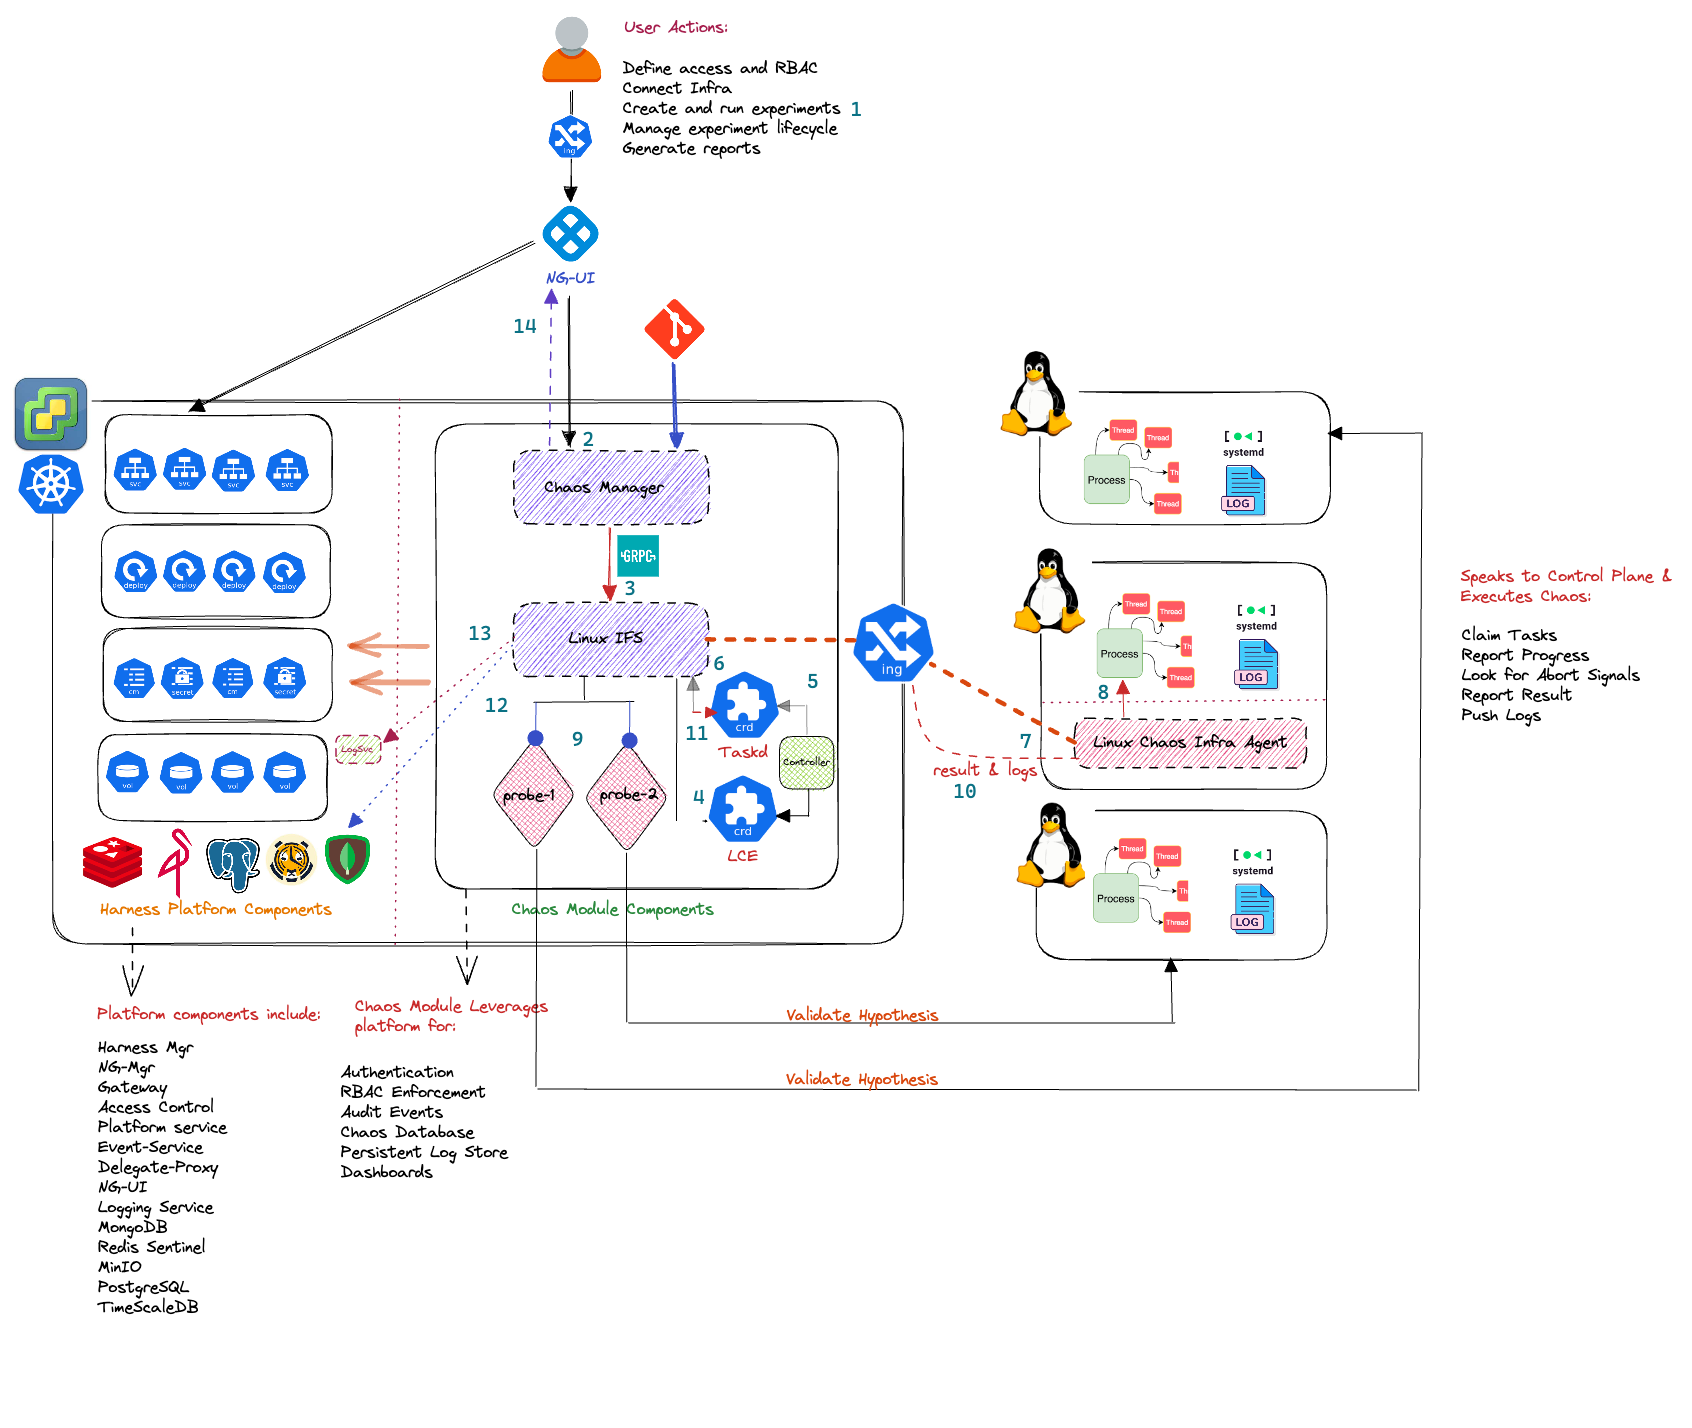 User Actions:
Define access and RBAC
Connect Infra
Create and run experiments 1
Manage experiment lifecycle
Generate reports
ing
NG-UI
14
2
Chaos Manager
GRPC
3
Linux IFS
13
12
9
6
5
11
4
crd
Taskd
Controller
crd
LCE
probe-1
probe-2
svc
svc
svc
svc
deploy
deploy
deploy
deploy
cm
secret
cm
secret
vol
vol
vol
vol
LogSvc
Harness Platform Components
Chaos Module Components
ing
7
result & logs
10
Thread
Thread
Th
Thread
Process
systemd
LOG
Thread
Thread
Th
Thread
Process
systemd
LOG
8
Linux Chaos Infra Agent
Thread
Thread
Th
Thread
Process
systemd
LOG
Speaks to Control Plane &
Executes Chaos:
Claim Tasks
Report Progress
Look for Abort Signals
Report Result
Push Logs
Validate Hypothesis
Validate Hypothesis
Platform components include:
Harness Mgr
NG-Mgr
Gateway
Access Control
Platform service
Event-Service
Delegate-Proxy
NG-UI
Logging Service
MongoDB
Redis Sentinel
MinIO
PostgreSQL
TimeScaleDB
Chaos Module Leverages
platform for:
Authentication
RBAC Enforcement
Audit Events
Chaos Database
Persistent Log Store
Dashboards